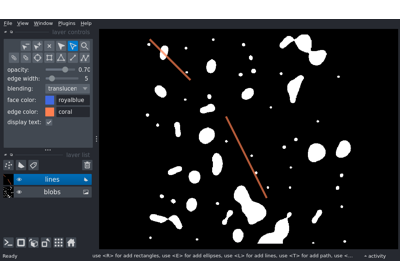 File View Window Plugins Help
layer controls
opacity: 0.70
edge width: 5
blending: translucen
face color: royalblue
edge color: coral
display text:
layer list
lines
blobs
Ready use <R> for add rectangles, use <E> for add ellipses, use <L> for add lines, use <T> for add path, use <... activity